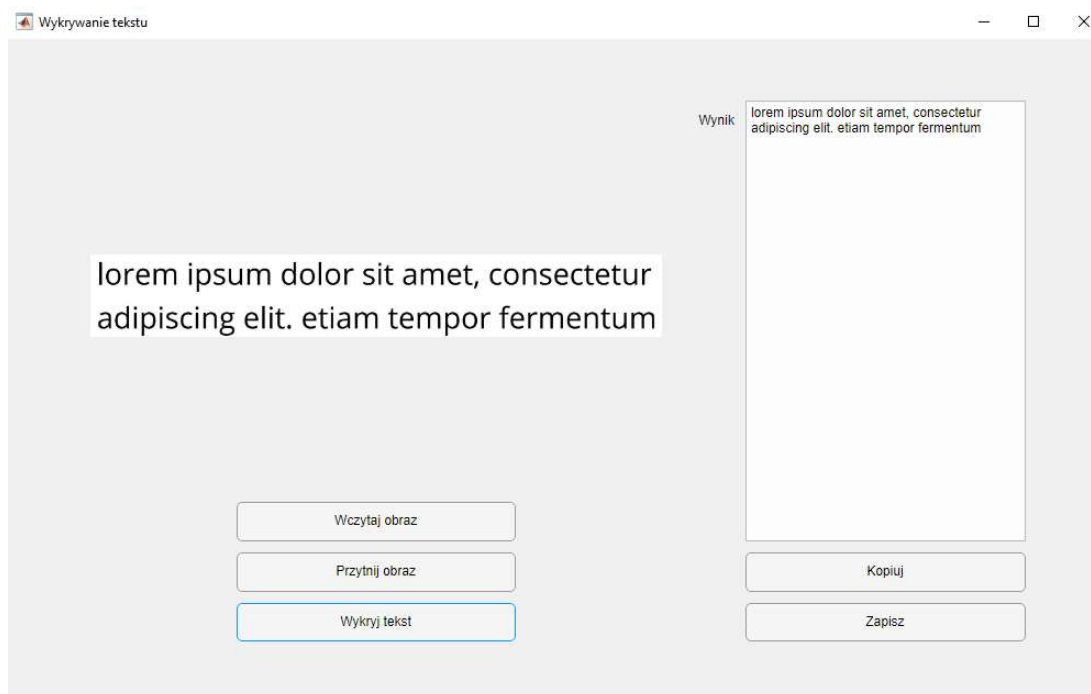 Wykrywanie tekstu
Wynik
lorem ipsum dolor sit amet, consectetur
adipiscing elit. etiam tempor fermentum
lorem ipsum dolor sit amet, consectetur
adipiscing elit. etiam tempor fermentum
Wczytaj obraz
Przytnij obraz
Wykryj tekst
Kopiuj
Zapisz